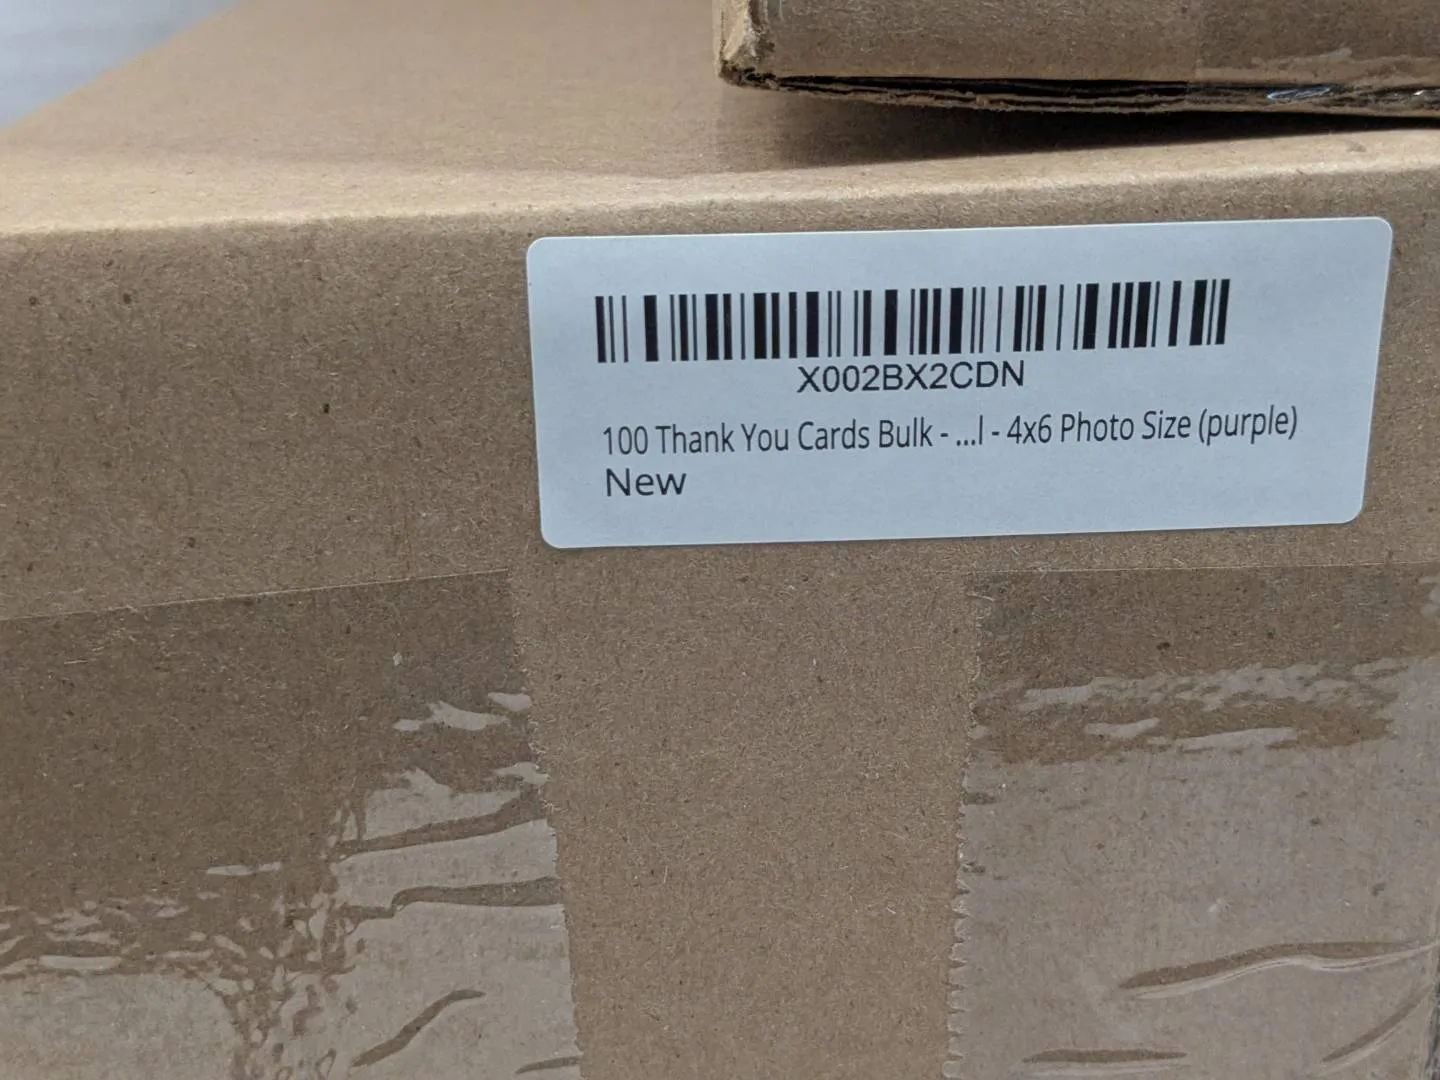 X002BX2CDN
100 Thank You Cards Bulk - ...l - 4x6 Photo Size (purple)
New